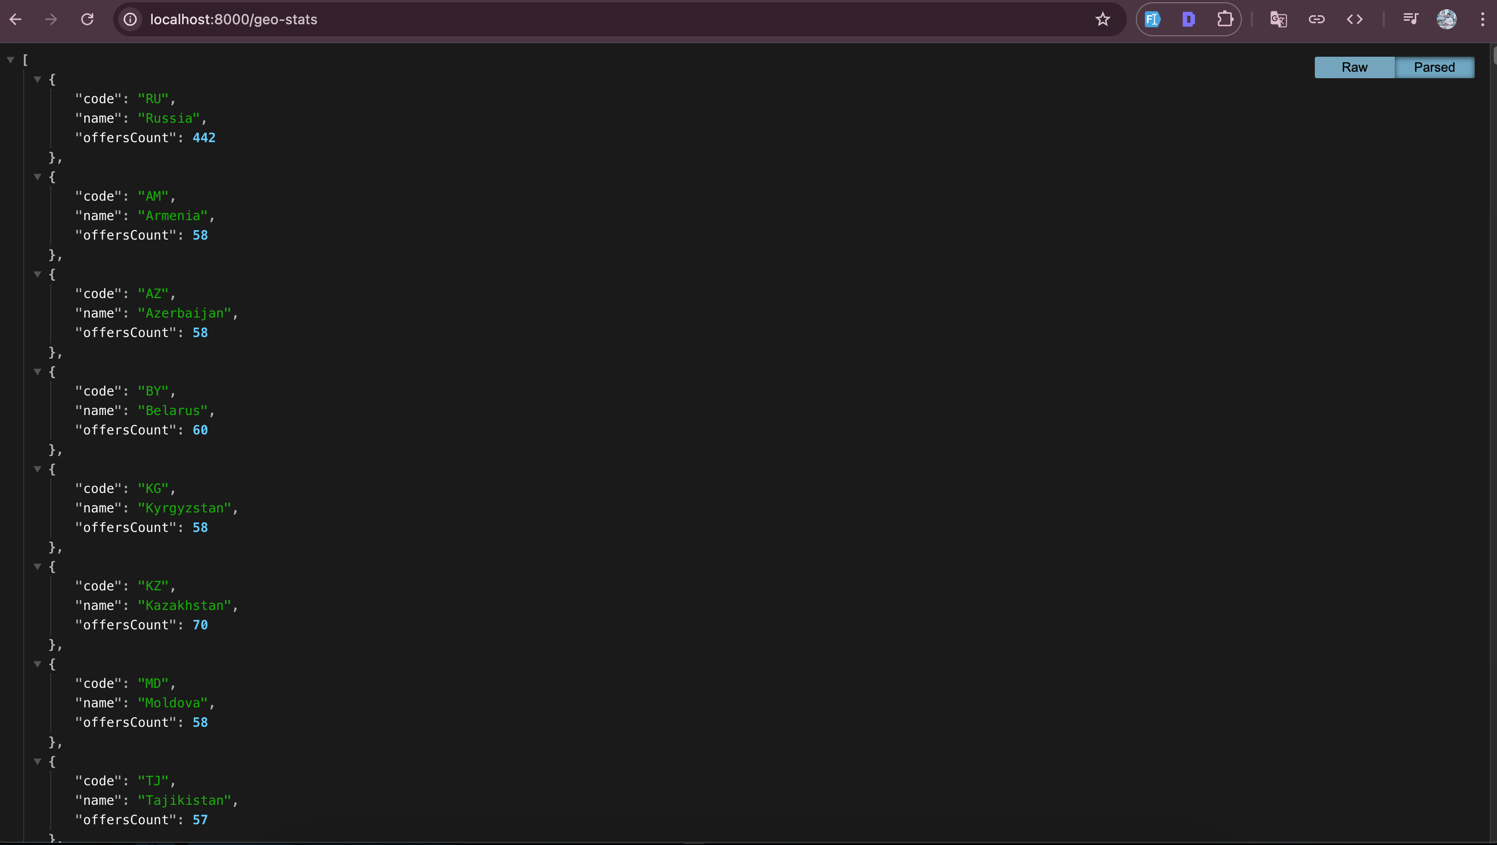 localhost:8000/geo-stats
Raw Parsed
[
{
"code": "RU",
"name": "Russia",
"offersCount": 442
},
{
"code": "AM",
"name": "Armenia",
"offersCount": 58
},
{
"code": "AZ",
"name": "Azerbaijan",
"offersCount": 58
},
{
"code": "BY",
"name": "Belarus",
"offersCount": 60
},
{
"code": "KG",
"name": "Kyrgyzstan",
"offersCount": 58
},
{
"code": "KZ",
"name": "Kazakhstan",
"offersCount": 70
},
{
"code": "MD",
"name": "Moldova",
"offersCount": 58
},
{
"code": "TJ",
"name": "Tajikistan",
"offersCount": 57
},